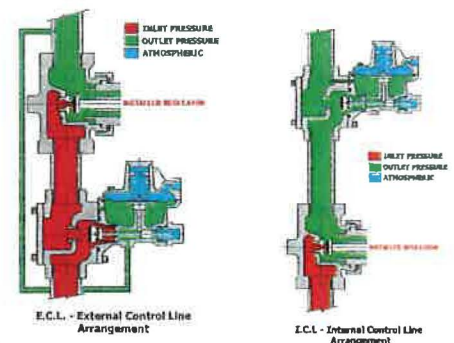 INLET PRESSURE
OUTLET PRESSURE
ATMOSPHERIC
E.C.L. - External Control Line
Arrangement
INLET PRESSURE
OUTLET PRESSURE
ATMOSPHERIC
I.C.L - Internal Control Line
Arrangement